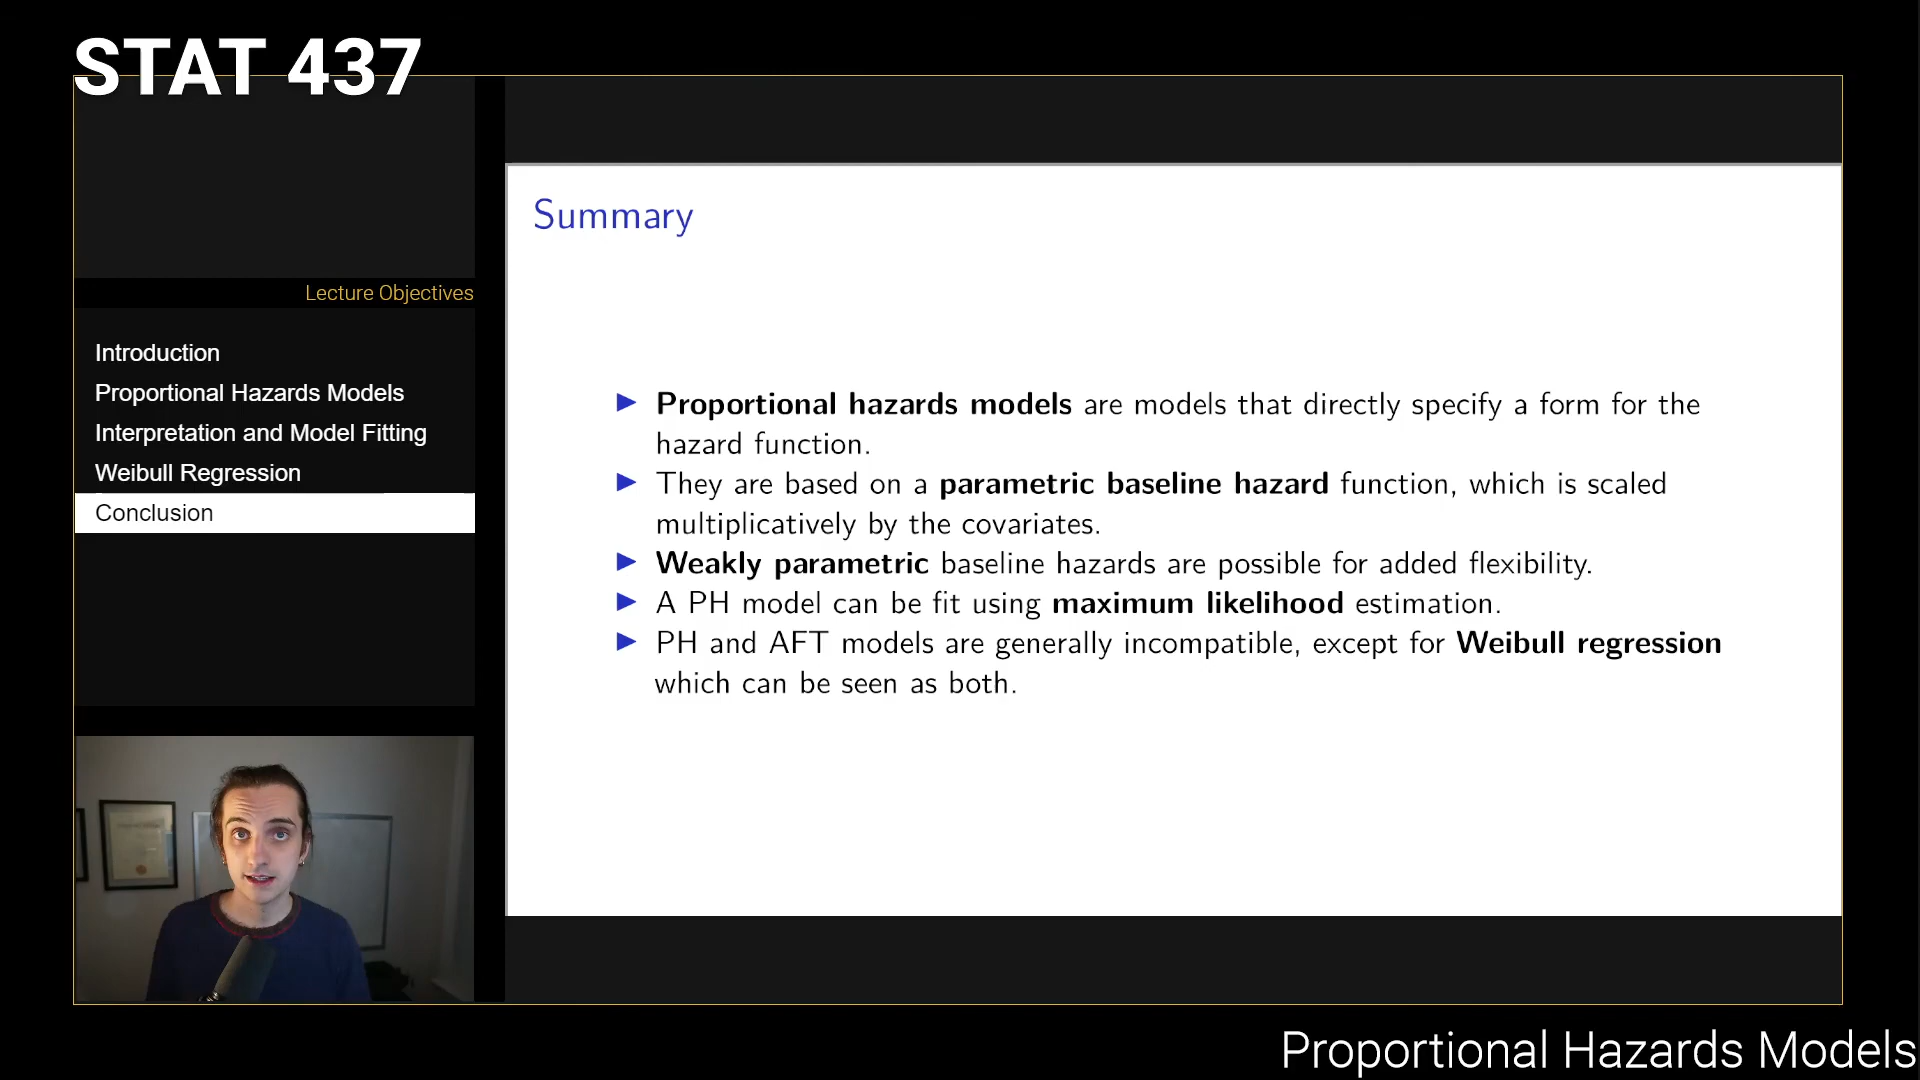 STAT 437
Lecture Objectives
Introduction
Proportional Hazards Models
Interpretation and Model Fitting
Weibull Regression
Conclusion
Summary
Proportional hazards models are models that directly specify a form for the
hazard function.
They are based on a parametric baseline hazard function, which is scaled
multiplicatively by the covariates.
Weakly parametric baseline hazards are possible for added flexibility.
A PH model can be fit using maximum likelihood estimation.
PH and AFT models are generally incompatible, except for Weibull regression
which can be seen as both.
Proportional Hazards Models